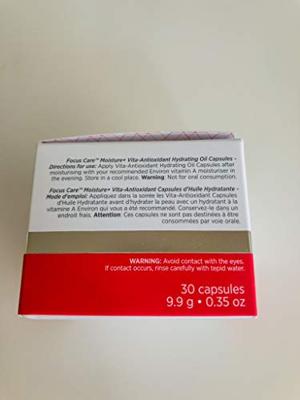 Focus Care™ Moisture+ Vita-Antioxidant Hydrating Oil Capsules -
Directions for use: Apply Vita-Antioxidant Hydrating Oil Capsules after
moisturising with your recommended Environ vitamin A moisturiser in
the evening. Store in a cool place. Warning: Not for oral consumption.
Focus Care™ Moisture+ Vita-Antioxidant Capsules d'Huile Hydratante -
Mode d'emploi: Appliquez dans la soirée les Vita-Antioxidant Capsules
d'Huile Hydratante avant d'hydrater la peau avec un hydratant à la
vitamine A Environ qui vous a été recommandé. Conservez-le dans un
endroit frais. Attention: Ces capsules ne sont pas destinées à être
consommées par voie orale.
WARNING: Avoid contact with the eyes.
If contact occurs, rinse carefully with tepid water.
30 capsules
9.9 g • 0.35 oz